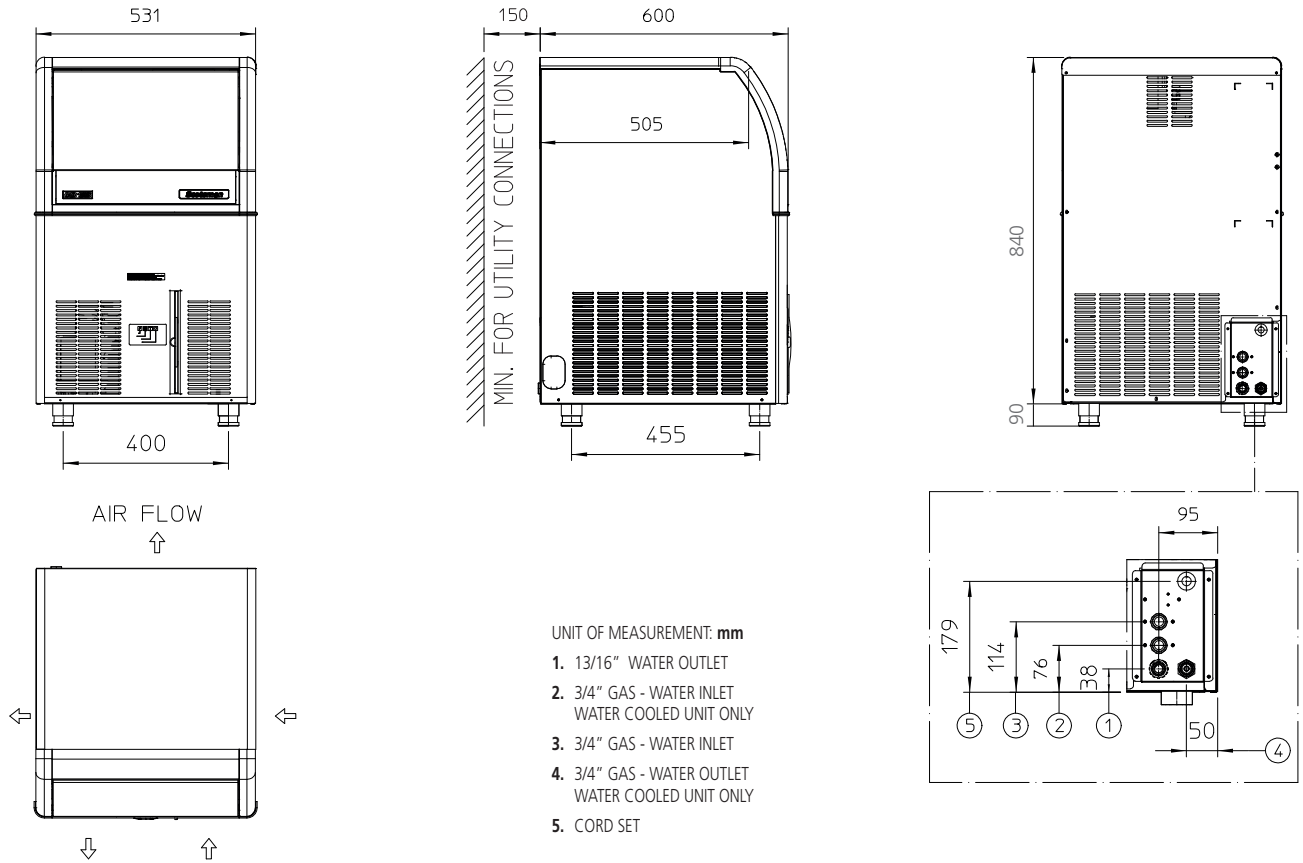 531
150
600
MIN. FOR UTILITY CONNECTIONS
505
840
90
400
455
AIR FLOW
95
179
114
76
38
50
5
3
2
1
4
UNIT OF MEASUREMENT: mm
1. 13/16" WATER OUTLET
2. 3/4" GAS - WATER INLET
WATER COOLED UNIT ONLY
3. 3/4" GAS - WATER INLET
4. 3/4" GAS - WATER OUTLET
WATER COOLED UNIT ONLY
5. CORD SET